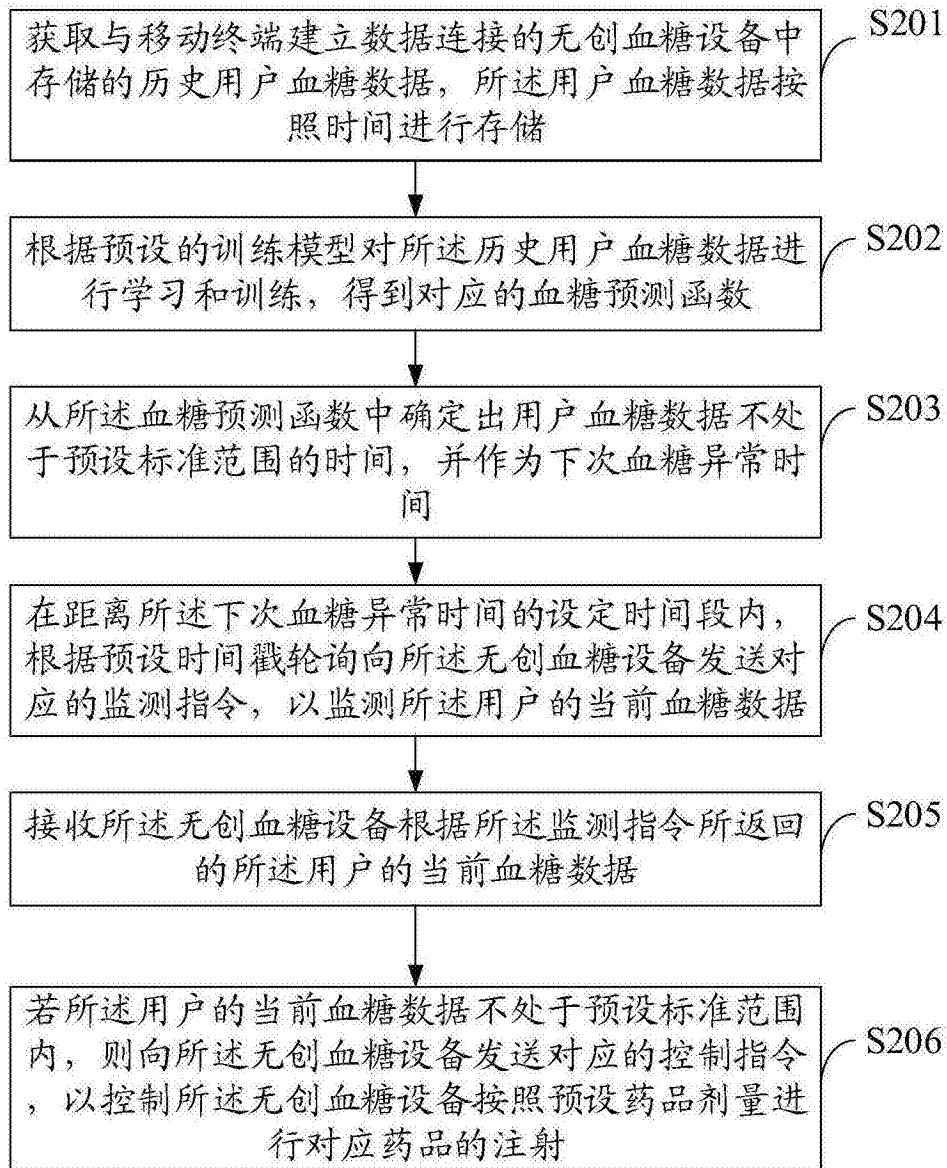 获取与移动终端建立数据连接的无创血糖设备中
存储的历史用户血糖数据，所述用户血糖数据按
照时间进行存储
S201
根据预设的训练模型对所述历史用户血糖数据进
行学习和训练，得到对应的血糖预测函数
S202
从所述血糖预测函数中确定出用户血糖数据不处
于预设标准范围的时间，并作为下次血糖异常时
间
S203
在距离所述下次血糖异常时间的设定时间段内，
根据预设时间戳轮询向所述无创血糖设备发送对
应的监测指令，以监测所述用户的当前血糖数据
S204
接收所述无创血糖设备根据所述监测指令所返回
的所述用户的当前血糖数据
S205
若所述用户的当前血糖数据不处于预设标准范围
内，则向所述无创血糖设备发送对应的控制指令
，以控制所述无创血糖设备按照预设药品剂量进
行对应药品的注射
S206